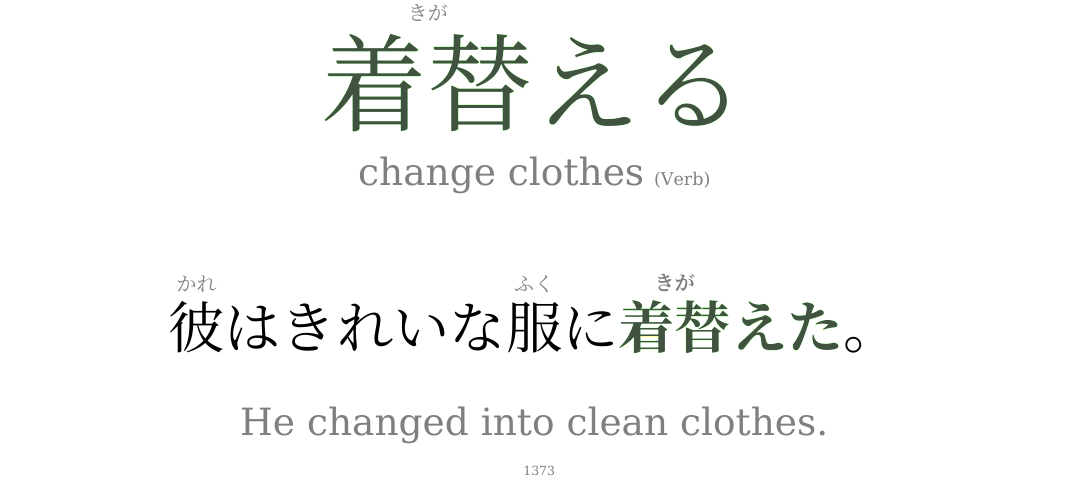 きが
着替える
change clothes (Verb)
かれ ふく きが
彼はきれいな服に着替えた。
He changed into clean clothes.
1373